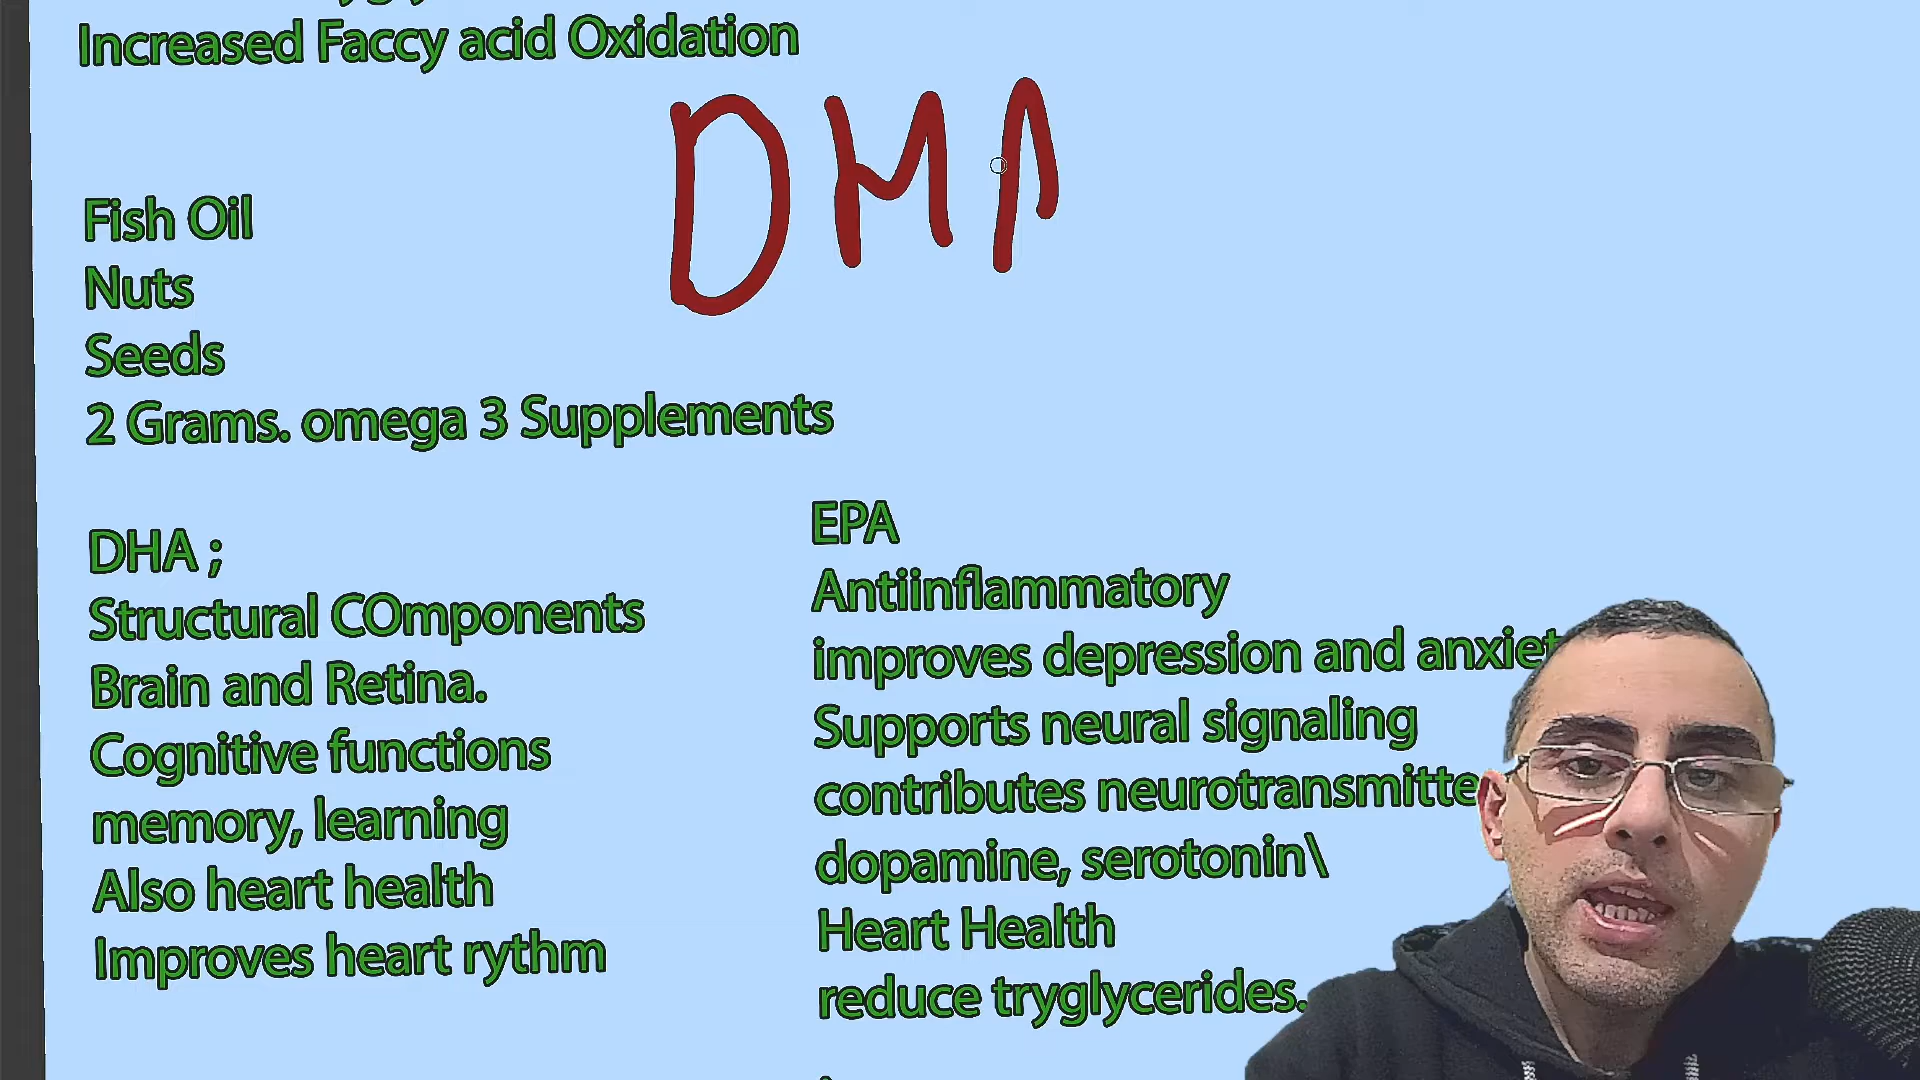 Increased Faccy acid Oxidation
DHA
Fish Oil
Nuts
Seeds
2 Grams. omega 3 Supplements
DHA ;
Structural COmponents
Brain and Retina.
Cognitive functions
memory, learning
Also heart health
Improves heart rythm
EPA
Antiinflammatory
improves depression and anxiet
Supports neural signaling
contributes neurotransmitte
dopamine, serotonin\
Heart Health
reduce tryglycerides.